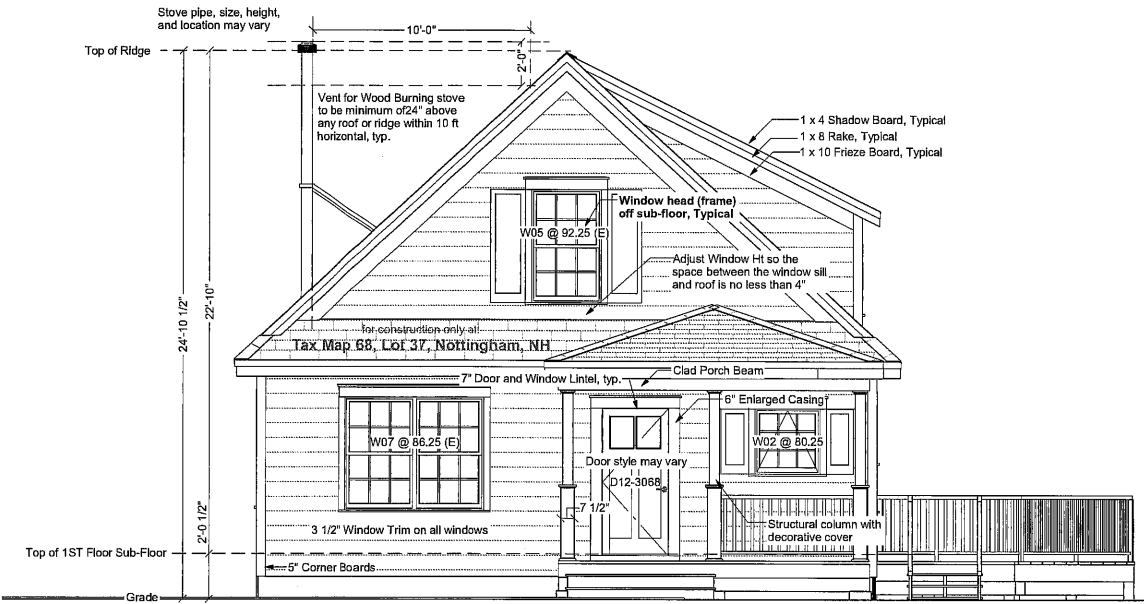 Stove pipe, size, height,
and location may vary
10'-0"
Top of Ridge
2'-0"
Vent for Wood Burning stove
to be minimum of24" above
any roof or ridge within 10 ft
horizontal, typ.
1 x 4 Shadow Board, Typical
1 x 8 Rake, Typical
1 x 10 Frieze Board, Typical
Window head (frame)
off sub-floor, Typical
W05 @ 92.25 (E)
Adjust Window Ht so the
space between the window sill
and roof is no less than 4"
24'-10 1/2"
22'-10"
for construction only at:
Tax Map 68, Lot 37, Nottingham, NH
Clad Porch Beam
7" Door and Window Lintel, typ.
6" Enlarged Casing
W07 @ 86.25 (E)
W02 @ 80.25
Door style may vary
D12-3068
7 1/2"
2'-0 1/2"
3 1/2" Window Trim on all windows
Structural column with
decorative cover
Top of 1ST Floor Sub-Floor
5" Corner Boards
Grade